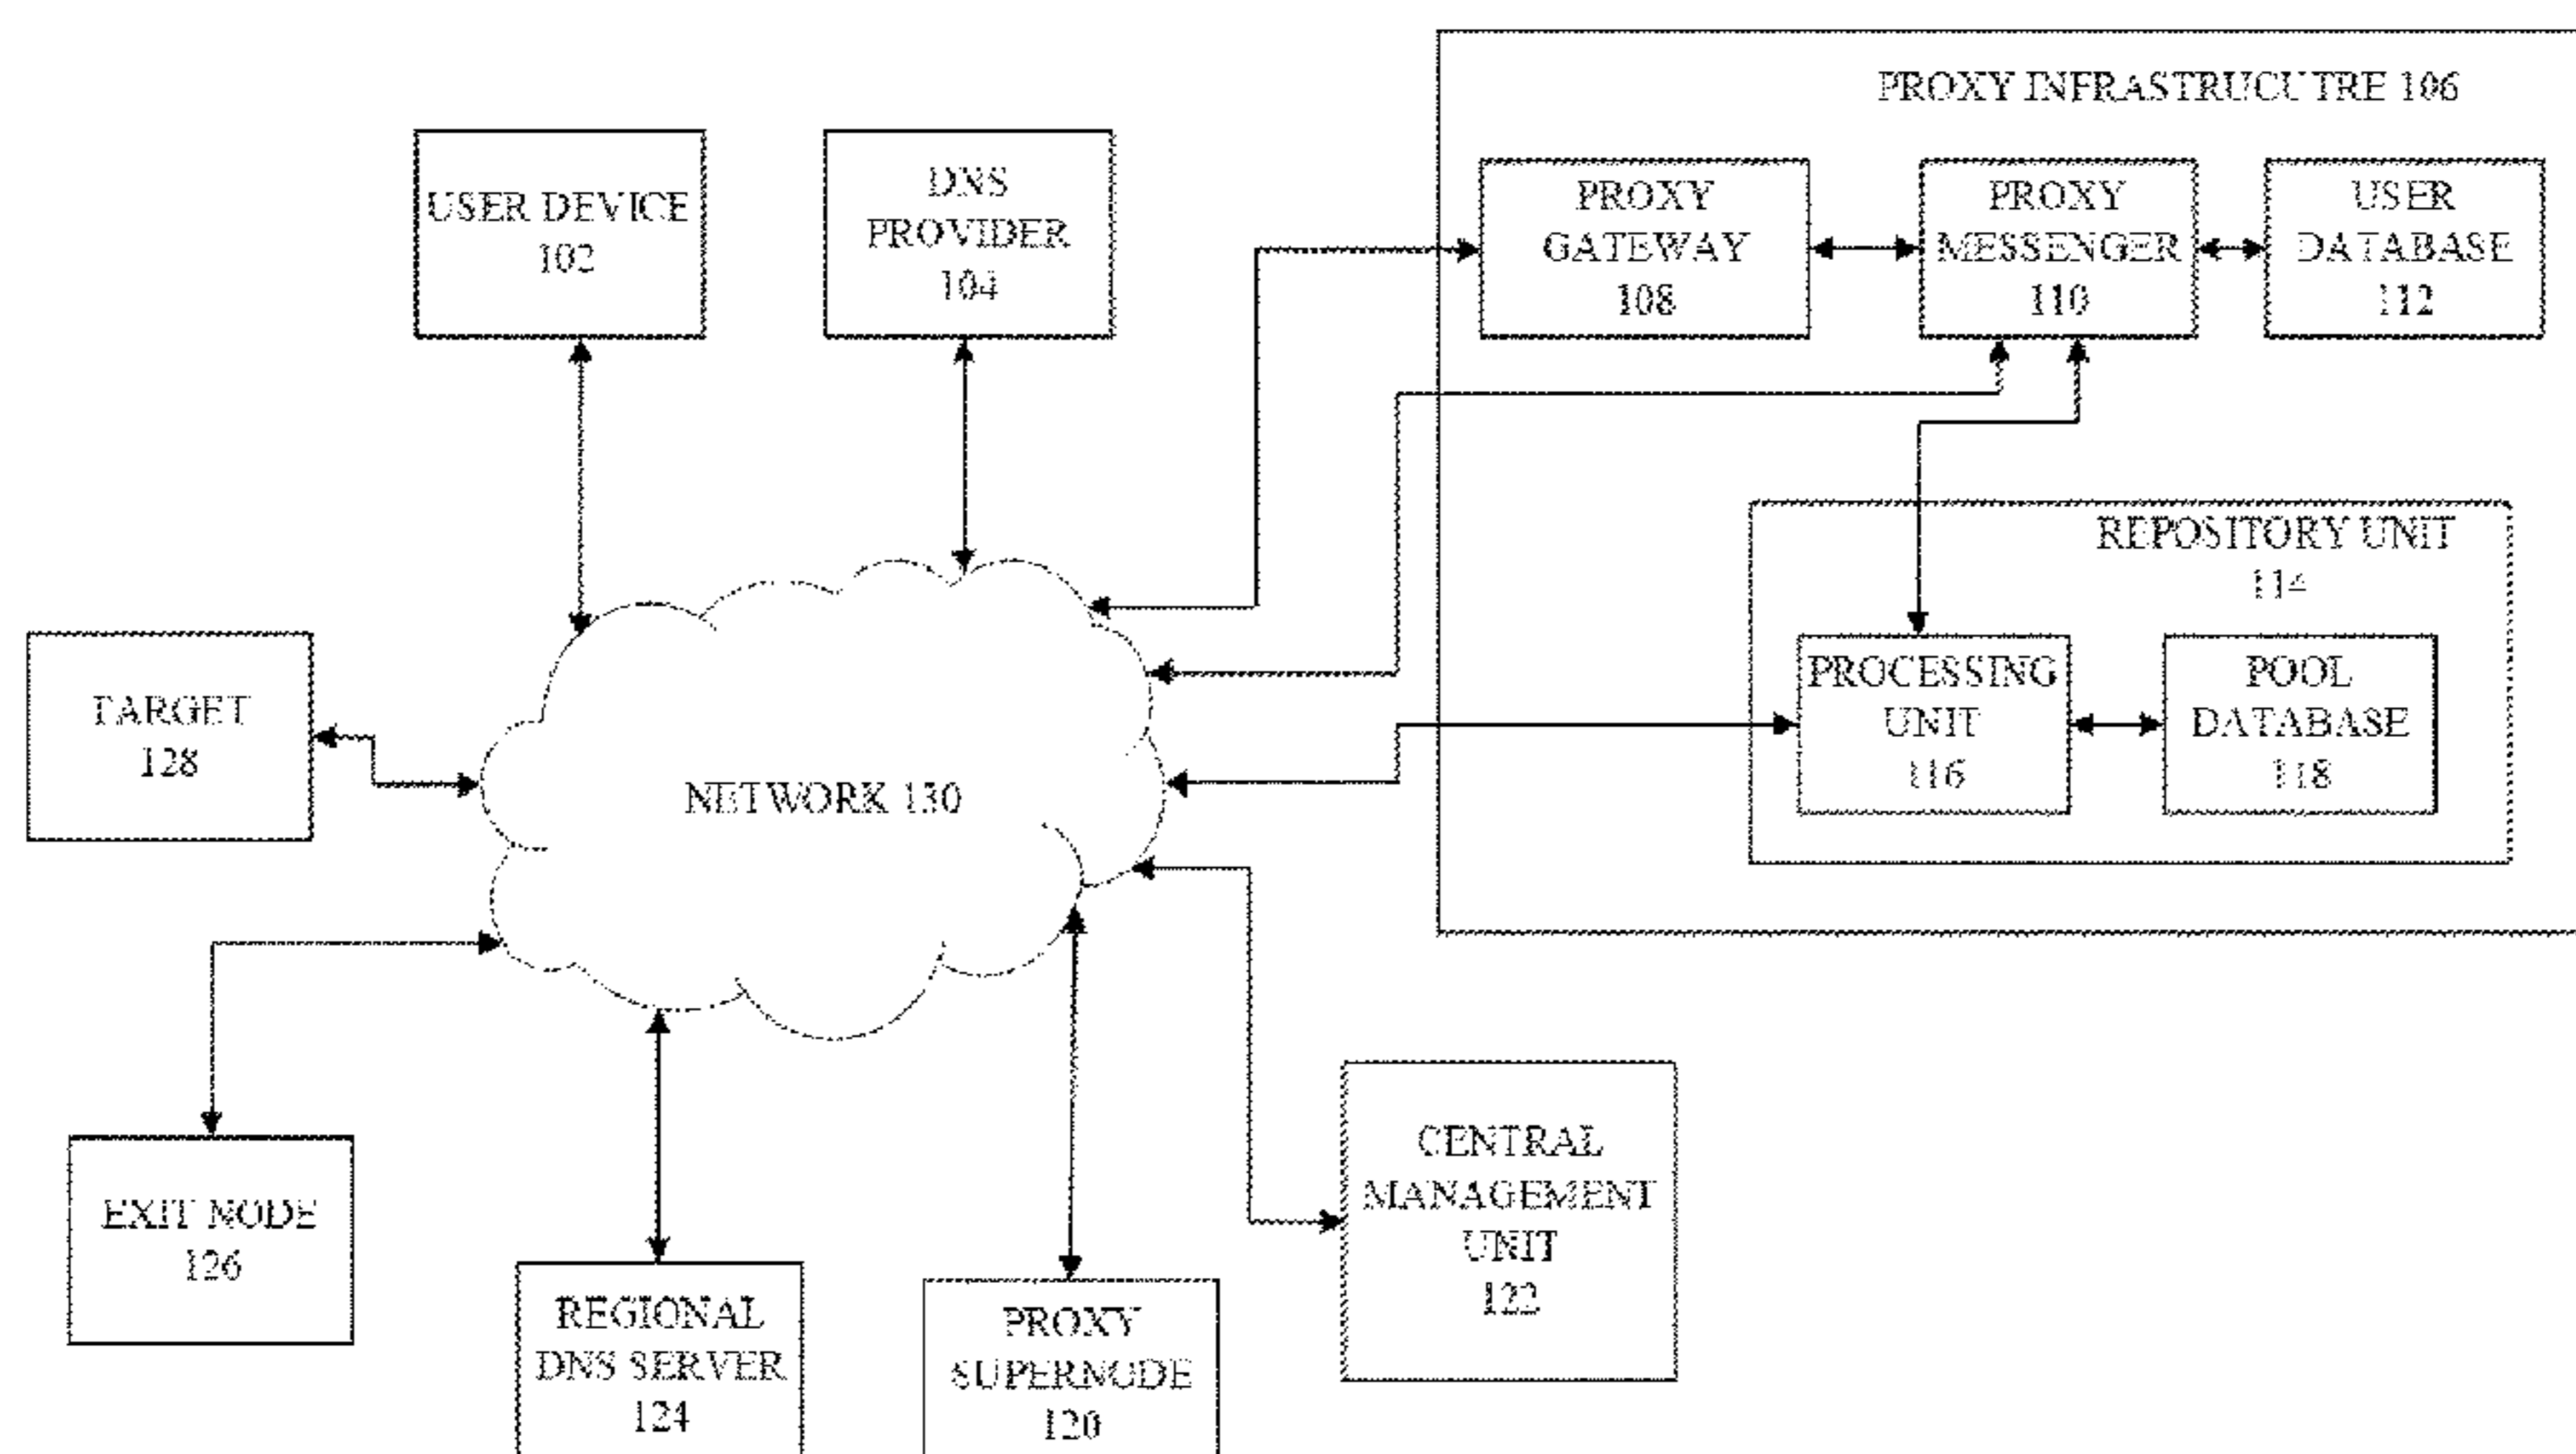 PROXY INFRASTRUCUTRE 106
USER DEVICE
102
DNS
PROVIDER
104
PROXY
GATEWAY
108
PROXY
MESSENGER
110
USER
DATABASE
112
REPOSITORY UNIT
114
PROCESSING
UNIT
116
POOL
DATABASE
118
TARGET
128
NETWORK 130
CENTRAL
MANAGEMENT
UNIT
122
EXIT NODE
126
REGIONAL
DNS SERVER
124
PROXY
SUPERNODE
120